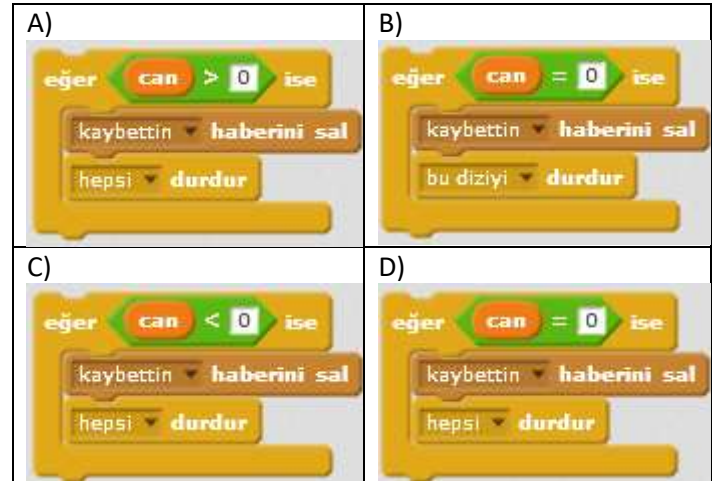 A)
eğer can > 0 ise
kaybettin haberini sal
hepsi durdur
B)
eğer can = 0 ise
kaybettin haberini sal
bu diziyi durdur
C)
eğer can < 0 ise
kaybettin haberini sal
hepsi durdur
D)
eğer can = 0 ise
kaybettin haberini sal
hepsi durdur